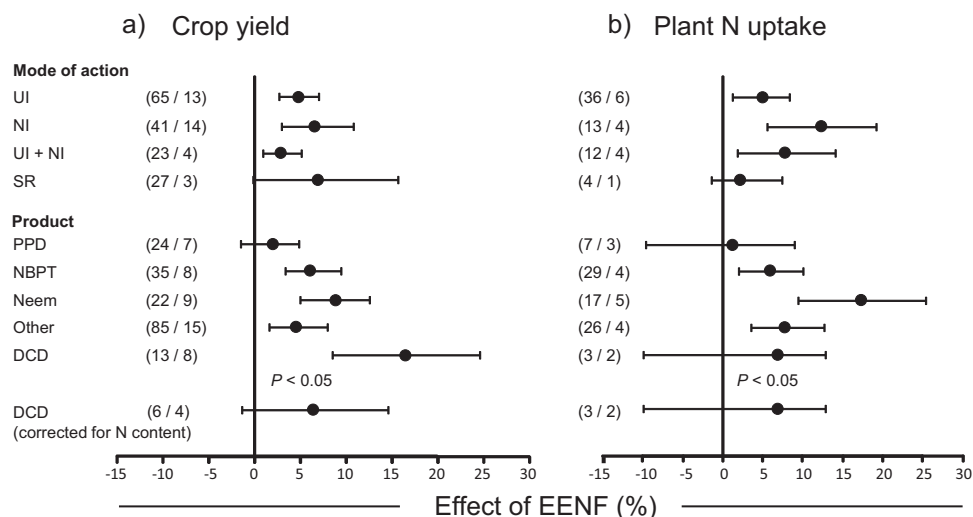 a) Crop yield
b) Plant N uptake
Mode of action
UI (65 / 13) (36 / 6)
NI (41 / 14) (13 / 4)
UI + NI (23 / 4) (12 / 4)
SR (27 / 3) (4 / 1)
Product
PPD (24 / 7) (7 / 3)
NBPT (35 / 8) (29 / 4)
Neem (22 / 9) (17 / 5)
Other (85 / 15) (26 / 4)
DCD (13 / 8) (3 / 2)
P < 0.05 P < 0.05
DCD (6 / 4) (3 / 2)
(corrected for N content)
-15 -10 -5 0 5 10 15 20 25 30
-15 -10 -5 0 5 10 15 20 25 30
Effect of EENF (%)